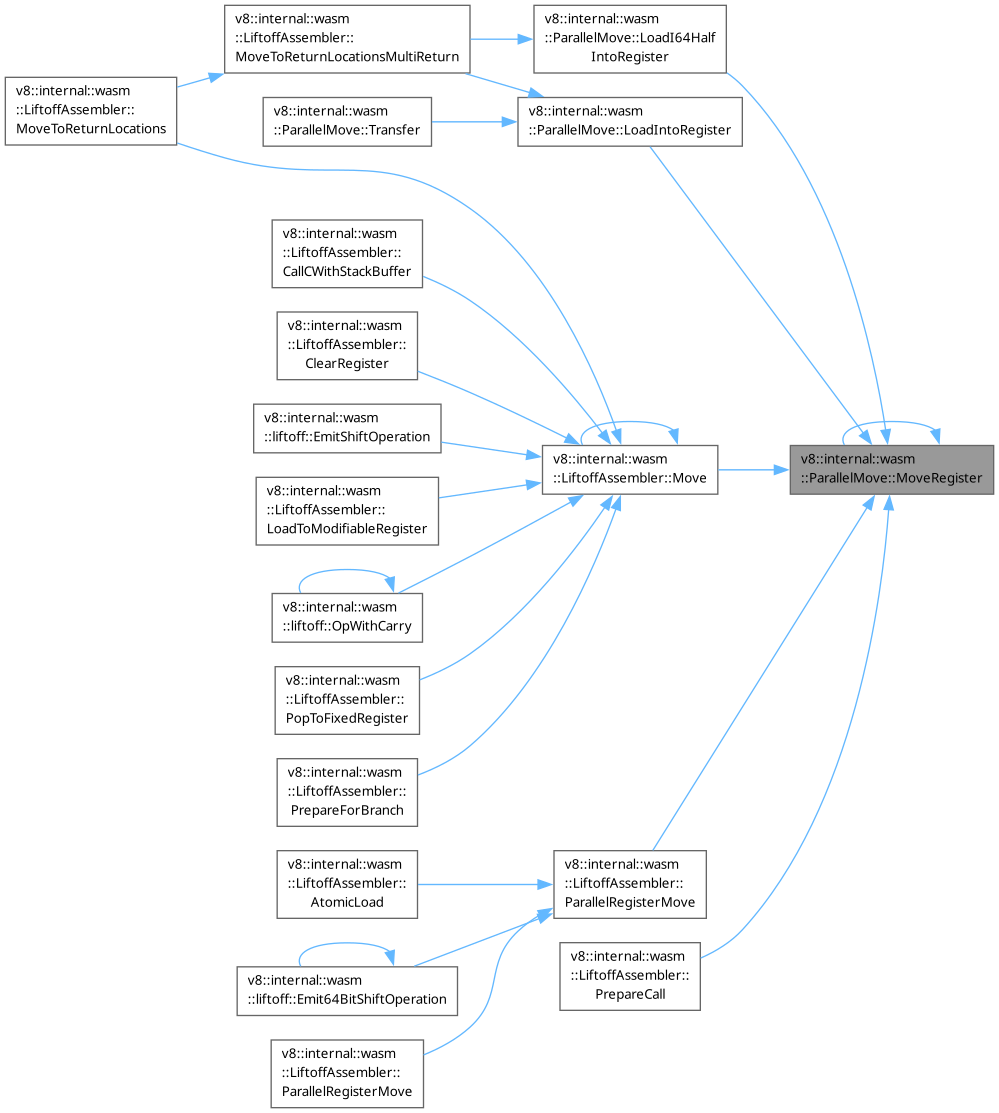 v8::internal::wasm
::LiftoffAssembler::
MoveToReturnLocationsMultiReturn
v8::internal::wasm
::ParallelMove::LoadI64Half
IntoRegister
v8::internal::wasm
::LiftoffAssembler::
MoveToReturnLocations
v8::internal::wasm
::ParallelMove::Transfer
v8::internal::wasm
::ParallelMove::LoadIntoRegister
v8::internal::wasm
::LiftoffAssembler::
CallCWithStackBuffer
v8::internal::wasm
::LiftoffAssembler::
ClearRegister
v8::internal::wasm
::liftoff::EmitShiftOperation
v8::internal::wasm
::LiftoffAssembler::Move
v8::internal::wasm
::ParallelMove::MoveRegister
v8::internal::wasm
::LiftoffAssembler::
LoadToModifiableRegister
v8::internal::wasm
::liftoff::OpWithCarry
v8::internal::wasm
::LiftoffAssembler::
PopToFixedRegister
v8::internal::wasm
::LiftoffAssembler::
PrepareForBranch
v8::internal::wasm
::LiftoffAssembler::
AtomicLoad
v8::internal::wasm
::LiftoffAssembler::
ParallelRegisterMove
v8::internal::wasm
::liftoff::Emit64BitShiftOperation
v8::internal::wasm
::LiftoffAssembler::
PrepareCall
v8::internal::wasm
::LiftoffAssembler::
ParallelRegisterMove